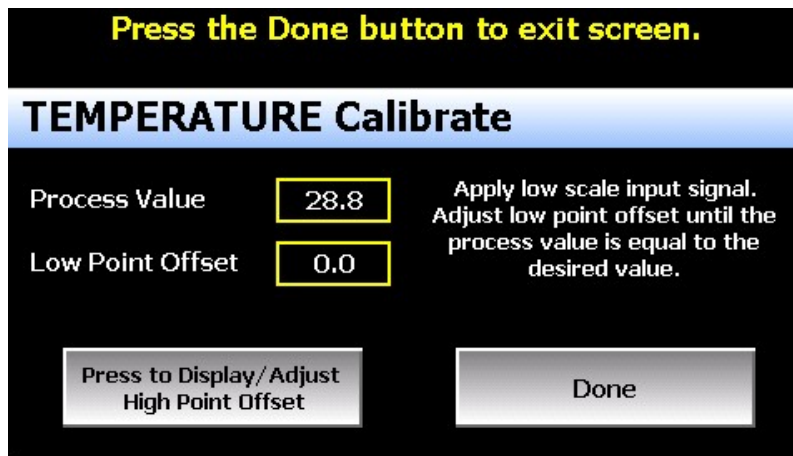 Press the Done button to exit screen.
TEMPERATURE Calibrate
Process Value 28.8
Low Point Offset 0.0
Apply low scale input signal.
Adjust low point offset until the
process value is equal to the
desired value.
Press to Display/Adjust
High Point Offset
Done